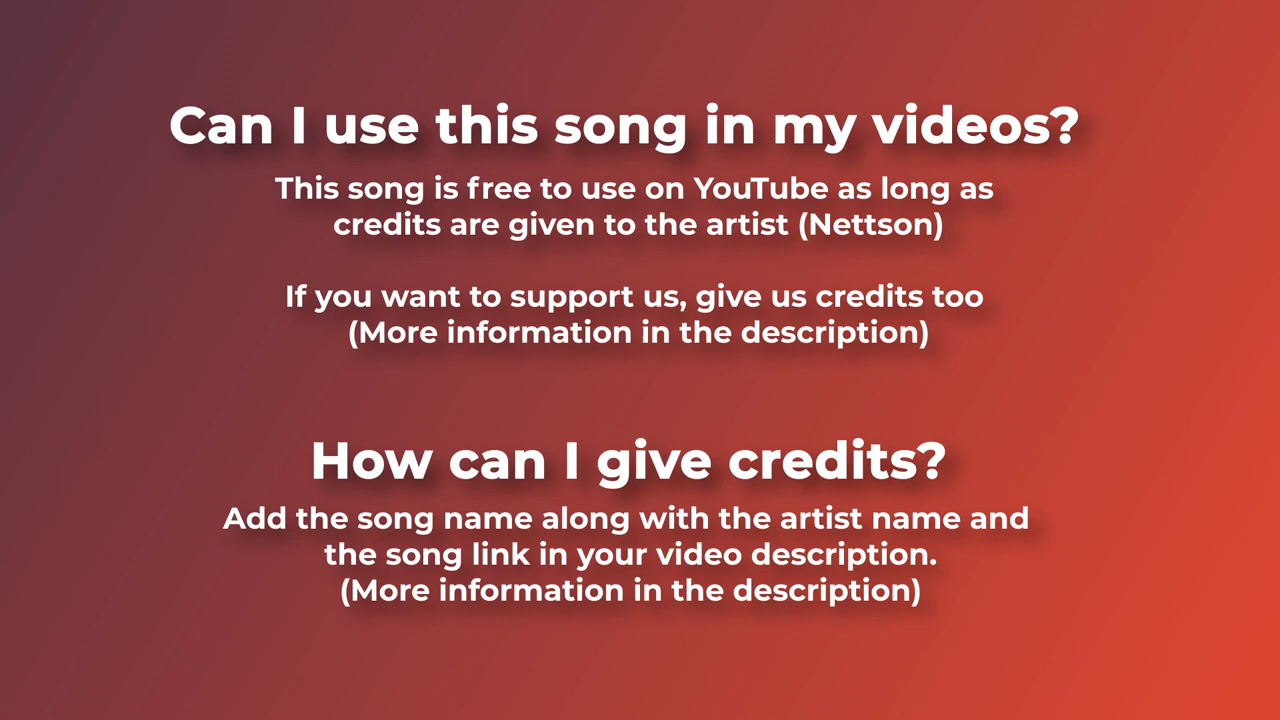 Can I use this song in my videos?
This song is free to use on YouTube as long as
credits are given to the artist (Nettson)
If you want to support us, give us credits too
(More information in the description)
How can I give credits?
Add the song name along with the artist name and
the song link in your video description.
(More information in the description)